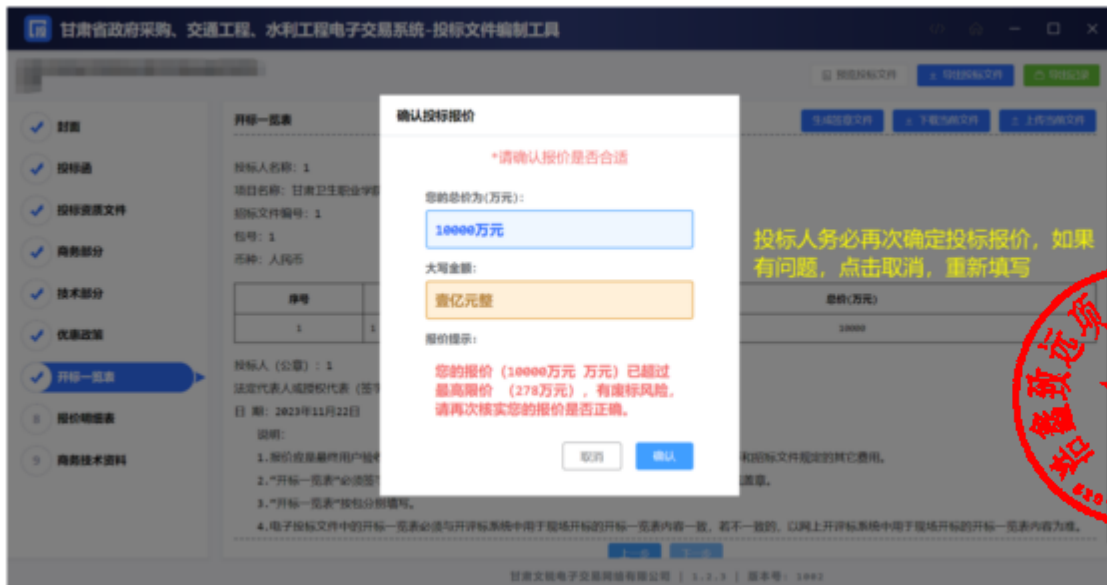 甘肃省政府采购、交通工程、水利工程电子交易系统-投标文件编制工具
预览投标文件
导出投标文件
导出记录
封面
投标函
投标资质文件
商务部分
技术部分
优惠政策
开标一览表
8 报价明细表
9 商务技术资料
开标一览表
生成签章文件
下载当前文件
上传当前文件
投标人名称: 1
项目名称: 甘肃卫生职业学院
招标文件编号: 1
包号: 1
币种: 人民币
序号
总价(万元)
1
1
10000
投标人 (公章) : 1
法定代表人或授权代表 (签字
日 期: 2023年11月22日
说明:
1.报价应是最终用户验收
和招标文件规定的其它费用。
2."开标一览表"必须签
盖章。
3."开标一览表"按包分别填写。
4.电子投标文件中的开标一览表必须与开评标系统中用于现场开标的开标一览表内容一致, 若不一致的, 以网上开评标系统中用于现场开标的开标一览表内容为准。
上一步
下一步
确认投标报价
*请确认报价是否合适
您的总价为(万元):
10000万元
大写金额:
壹亿元整
报价提示:
您的报价 (10000万元 万元) 已超过
最高限价 (278万元) , 有废标风险,
请再次核实您的报价是否正确。
取消
确认
投标人务必再次确定投标报价, 如果
有问题, 点击取消, 重新填写
致远项
甘肃文锐电子交易网络有限公司 | 1.2.3 | 版本号: 1002